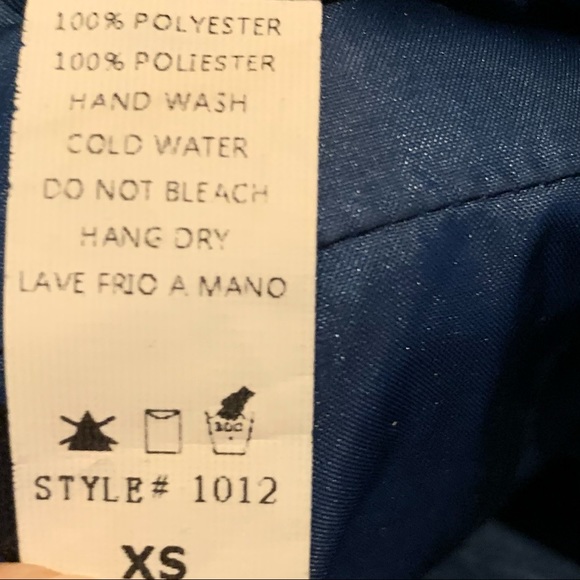 100% POLYESTER
100% POLIESTER
HAND WASH
COLD WATER
DO NOT BLEACH
HANG DRY
LAVE FRIO A MANO
STYLE# 1012
XS